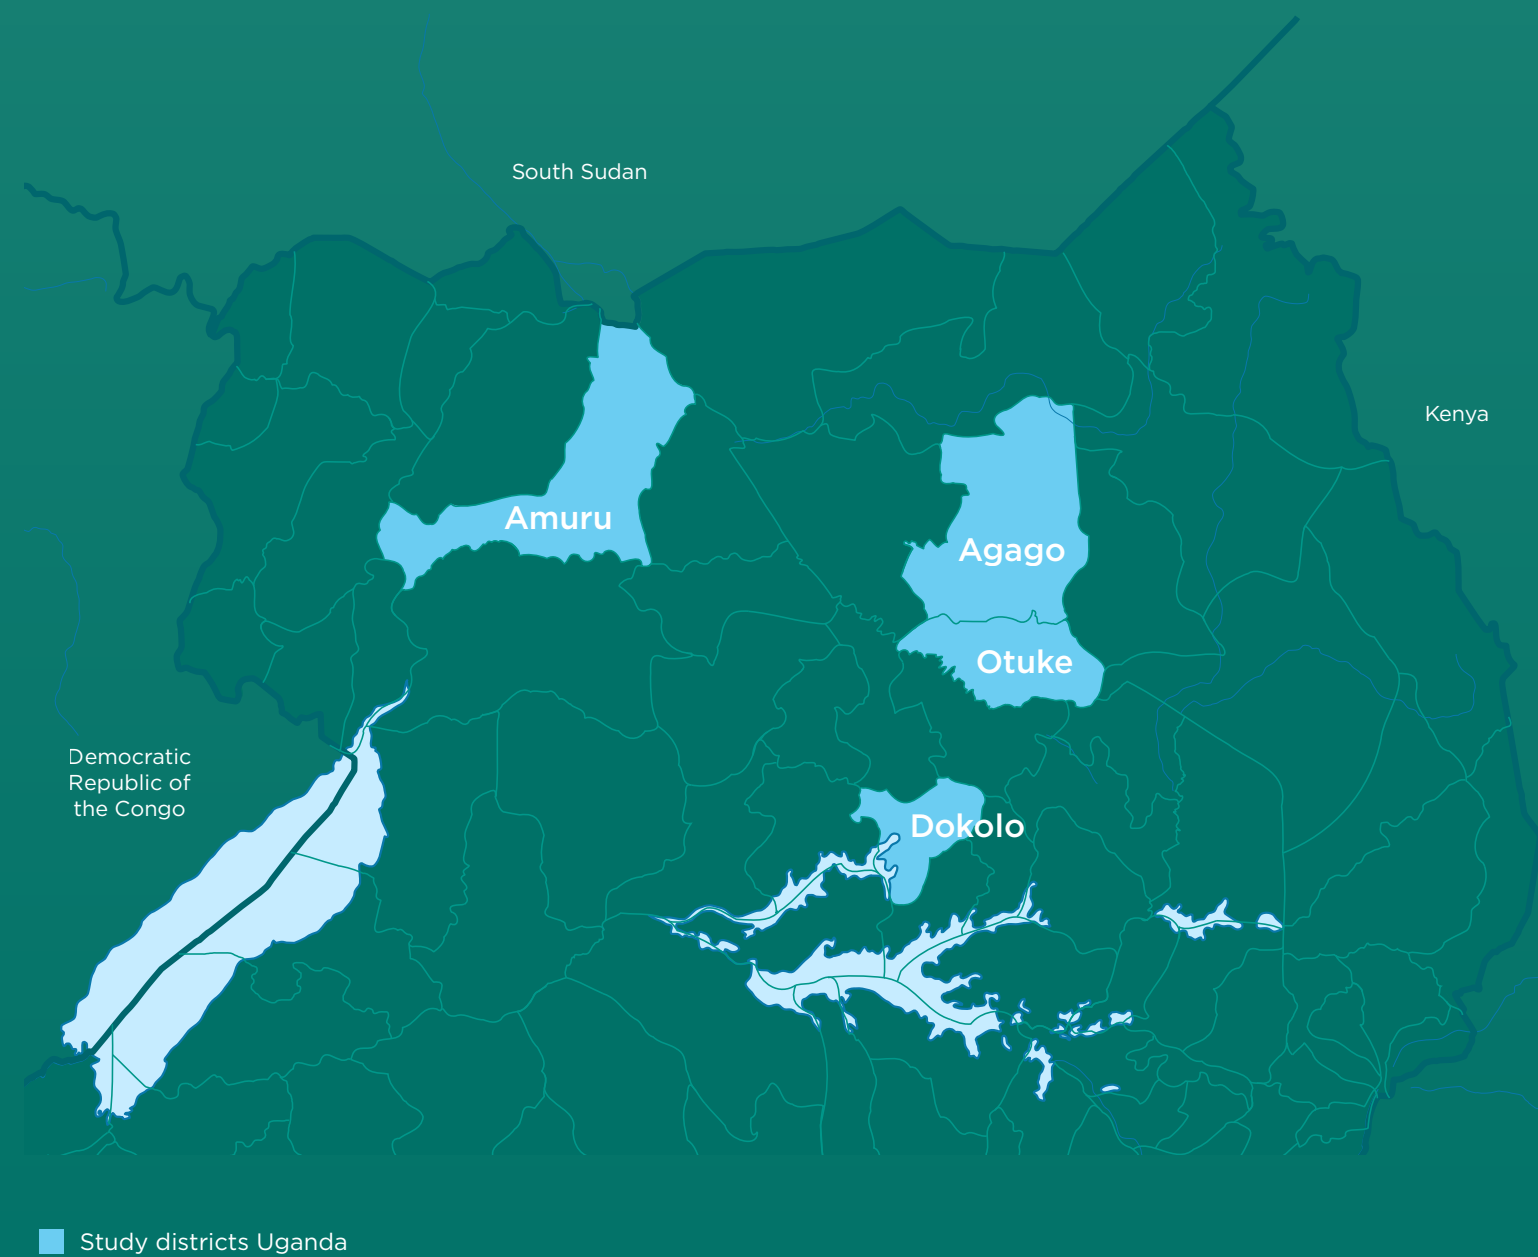 South Sudan
Kenya
Amuru
Agago
Otuke
Democratic
Republic of
the Congo
Dokolo
Study districts Uganda